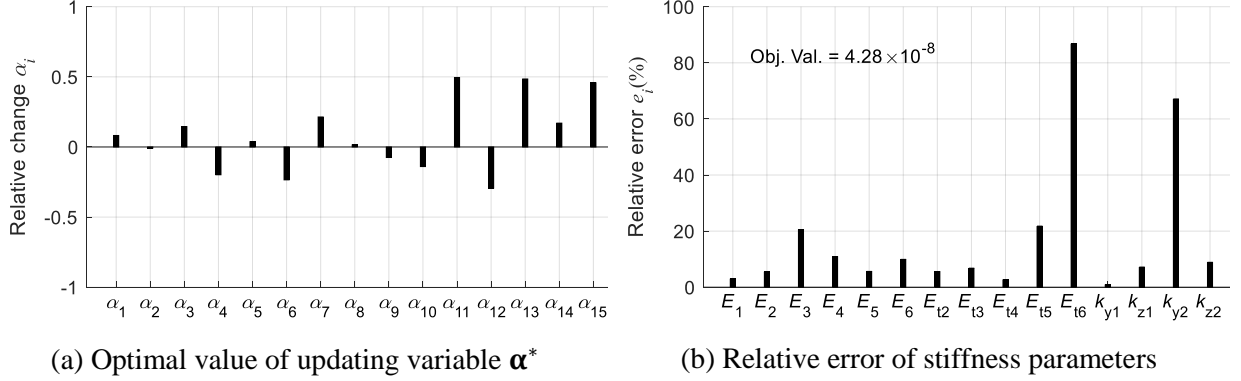 1
0.5
0
-0.5
-1
Relative change α_i
α_1 α_2 α_3 α_4 α_5 α_6 α_7 α_8 α_9 α_10 α_11 α_12 α_13 α_14 α_15
(a) Optimal value of updating variable α*
100
80
60
40
20
0
Relative error e_i(%)
Obj. Val. = 4.28×10^-8
E_1 E_2 E_3 E_4 E_5 E_6 E_t2 E_t3 E_t4 E_t5 E_t6 k_y1 k_z1 k_y2 k_z2
(b) Relative error of stiffness parameters